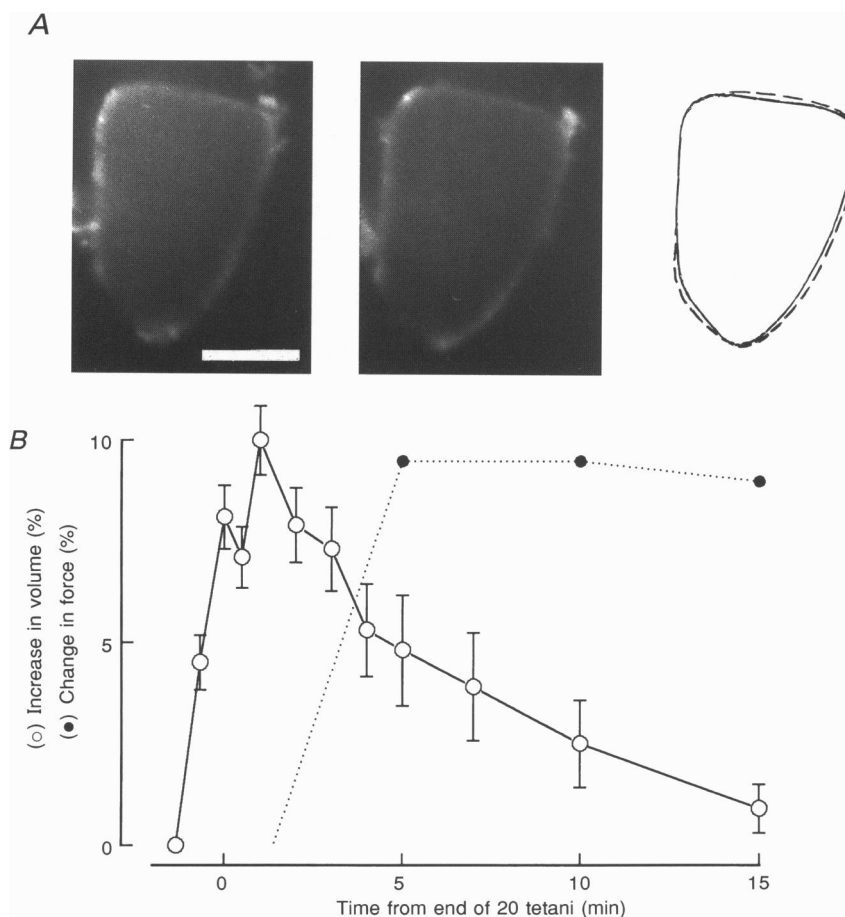 A
B
10
5
0
(○) Increase in volume (%)
(●) Change in force (%)
0 5 10 15
Time from end of 20 tetani (min)